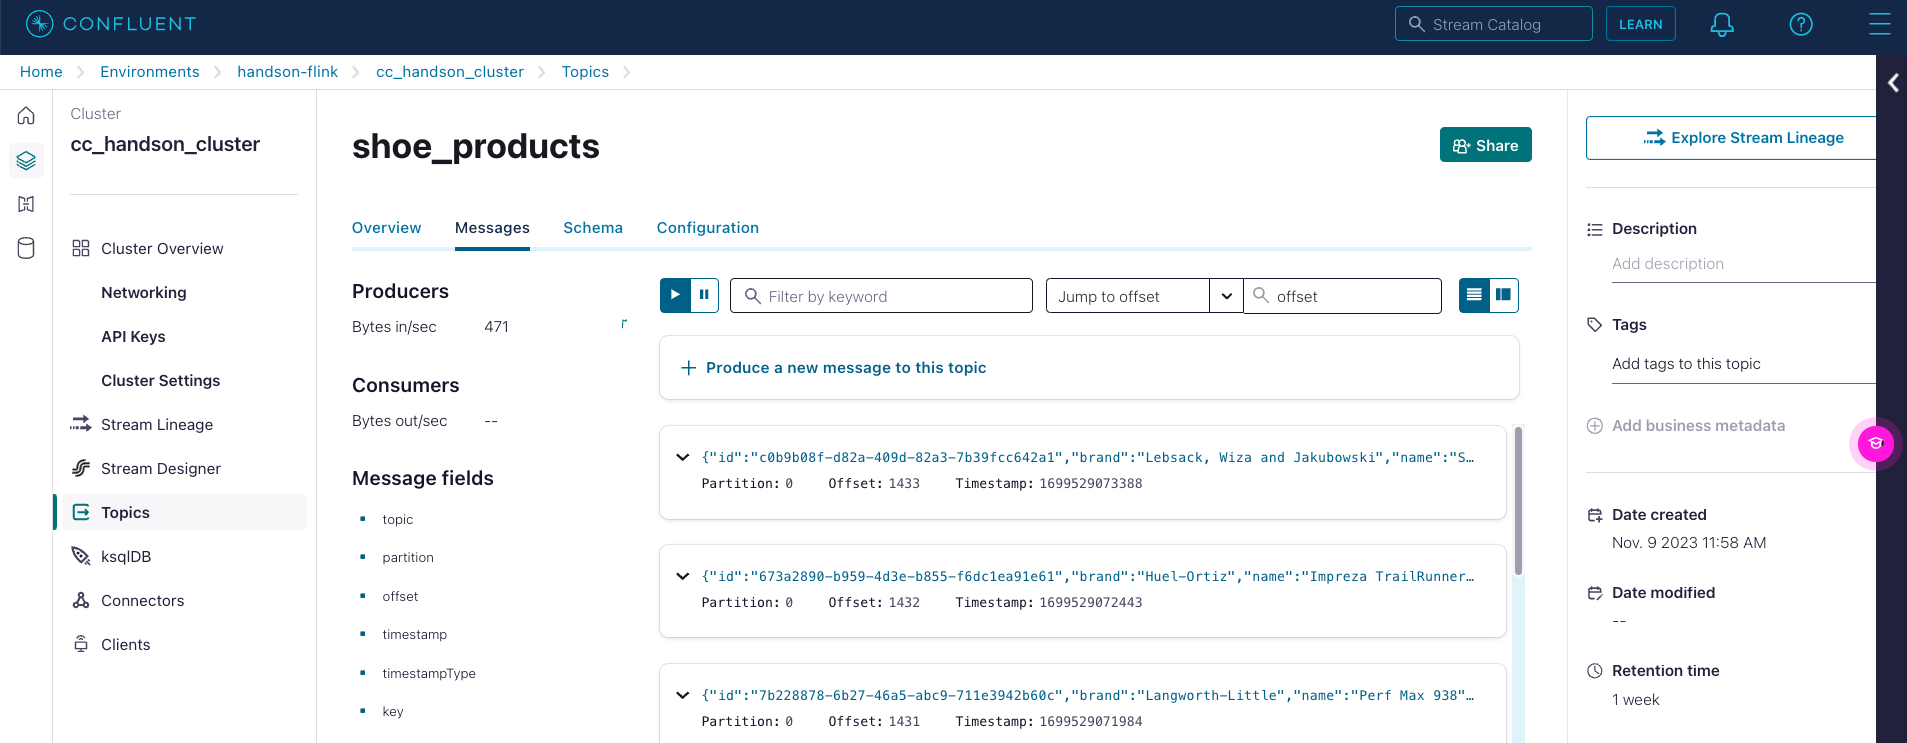 CONFLUENT
Stream Catalog
LEARN
Home
Environments
handson-flink
cc_handson_cluster
Topics
Cluster
cc_handson_cluster
Cluster Overview
Networking
API Keys
Cluster Settings
Stream Lineage
Stream Designer
Topics
ksqlDB
Connectors
Clients
shoe_products
Share
Overview
Messages
Schema
Configuration
Producers
Bytes in/sec 471
Consumers
Bytes out/sec --
Message fields
topic
partition
offset
timestamp
timestampType
key
Filter by keyword
Jump to offset
offset
Produce a new message to this topic
{"id":"c0b9b08f-d82a-409d-82a3-7b39fcc642a1","brand":"Lebsack, Wiza and Jakubowski","name":"S…
Partition: 0 Offset: 1433 Timestamp: 1699529073388
{"id":"673a2890-b959-4d3e-b855-f6dc1ea91e61","brand":"Huel-Ortiz","name":"Impreza TrailRunner…
Partition: 0 Offset: 1432 Timestamp: 1699529072443
{"id":"7b228878-6b27-46a5-abc9-711e3942b60c","brand":"Langworth-Little","name":"Perf Max 938"…
Partition: 0 Offset: 1431 Timestamp: 1699529071984
Explore Stream Lineage
Description
Add description
Tags
Add tags to this topic
Add business metadata
Date created
Nov. 9 2023 11:58 AM
Date modified
--
Retention time
1 week